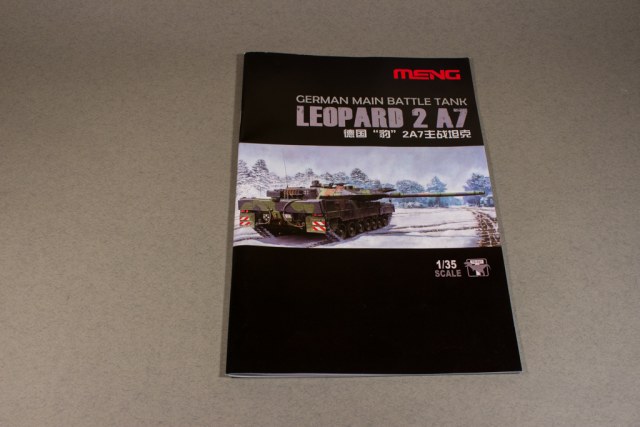 MENG
GERMAN MAIN BATTLE TANK
LEOPARD 2 A7
德国“豹”2A7主战坦克
1/35
SCALE